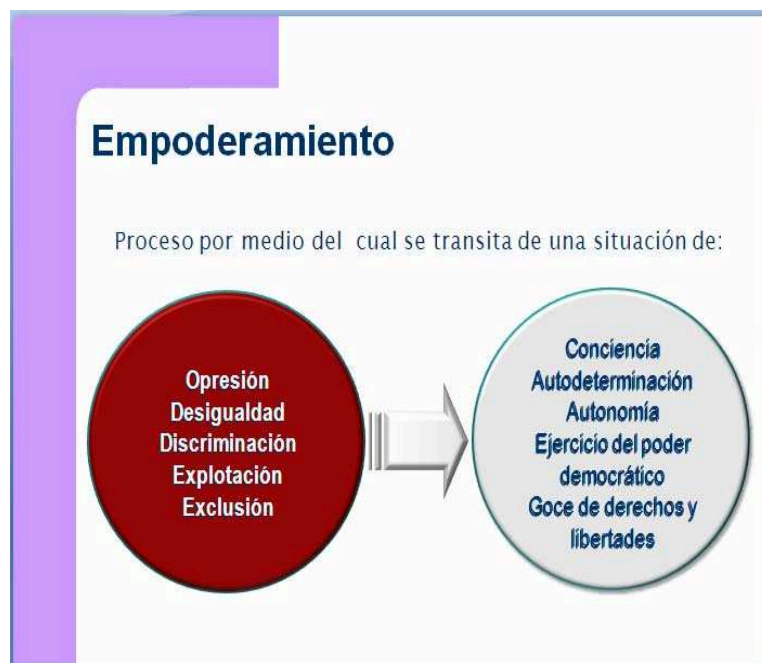 Empoderamiento
Proceso por medio del cual se transita de una situación de:
Opresión
Desigualdad
Discriminación
Explotación
Exclusión
Conciencia
Autodeterminación
Autonomía
Ejercicio del poder
democrático
Goce de derechos y
libertades